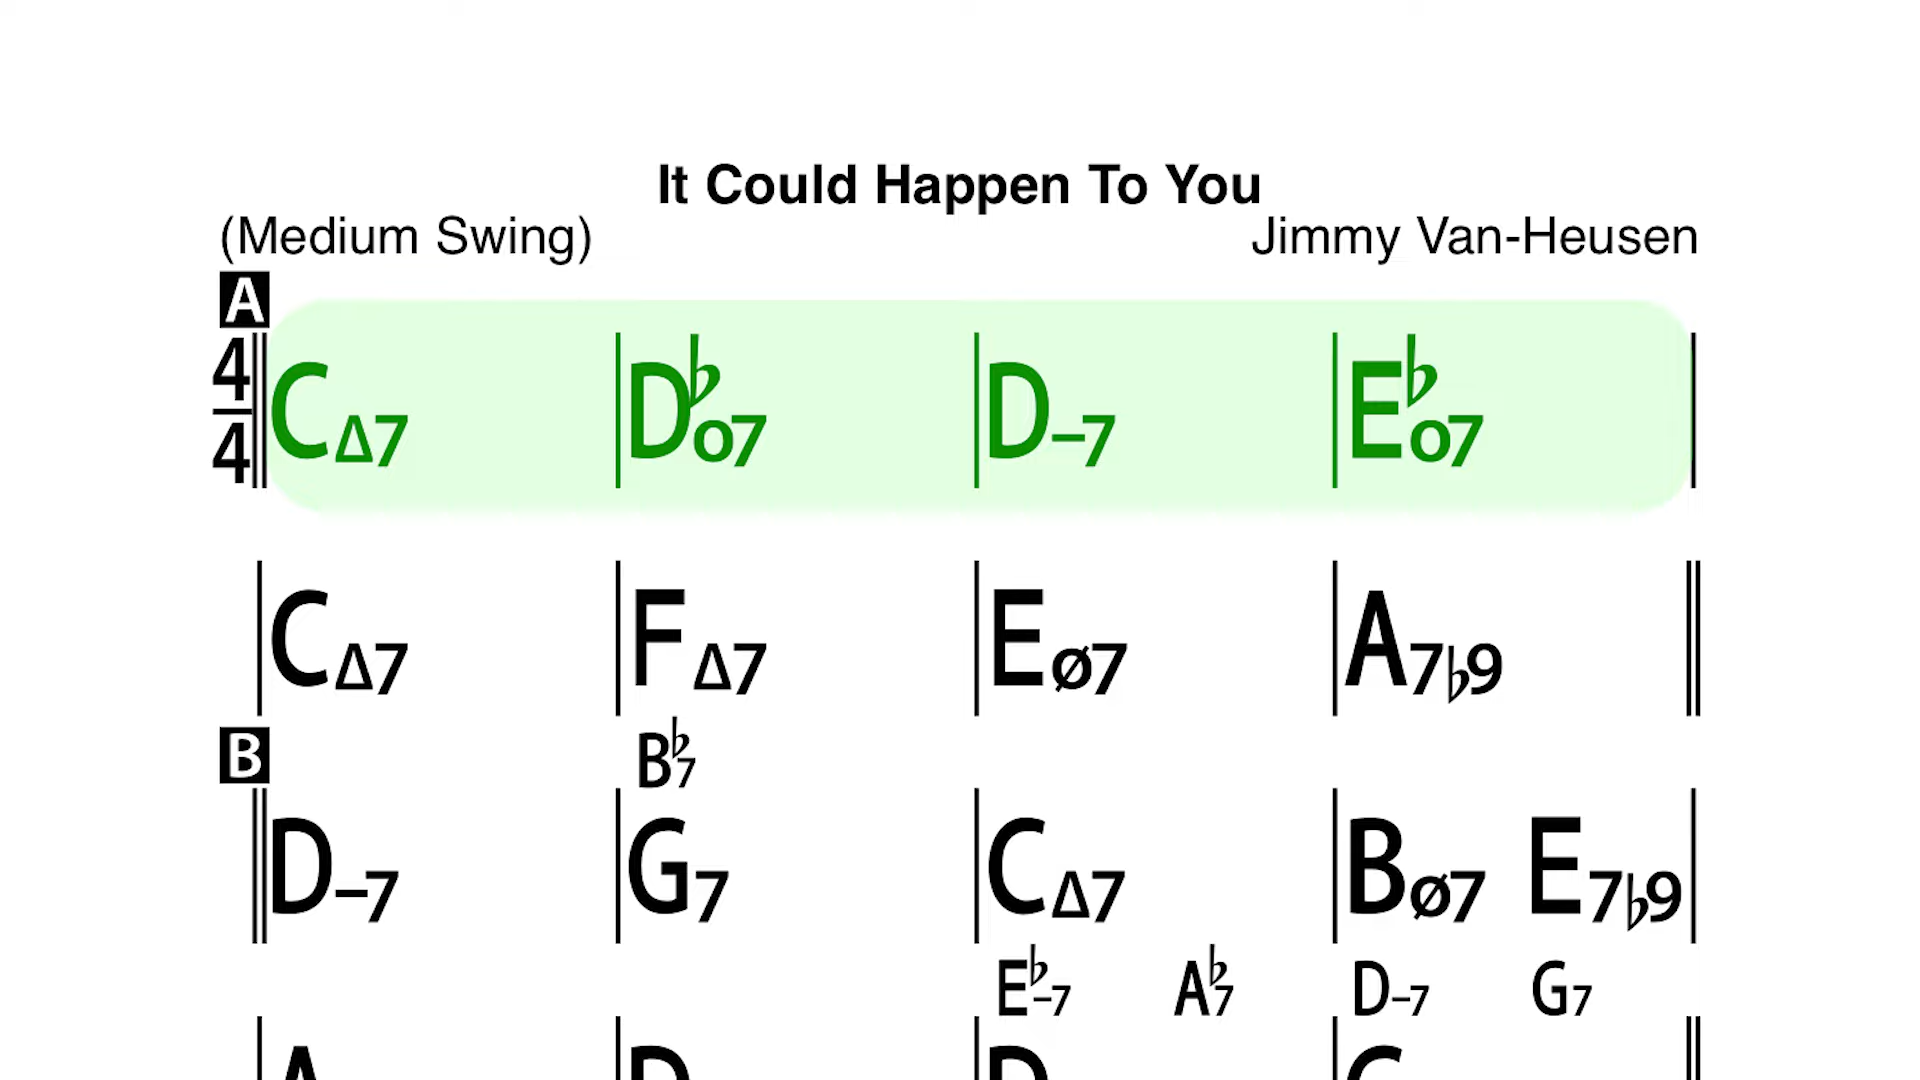 It Could Happen To You
(Medium Swing) Jimmy Van-Heusen
A
4/4 CΔ7 D♭o7 D–7 E♭o7
CΔ7 FΔ7 Eø7 A7♭9
B B♭7
D–7 G7 CΔ7 Bø7 E7♭9
E♭–7 A♭7 D–7 G7